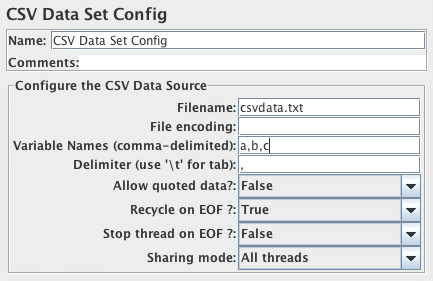 CSV Data Set Config
Name: CSV Data Set Config
Comments:
Configure the CSV Data Source
Filename: csvdata.txt
File encoding:
Variable Names (comma-delimited): a,b,c
Delimiter (use '\t' for tab): ,
Allow quoted data?: False
Recycle on EOF ?: True
Stop thread on EOF ?: False
Sharing mode: All threads